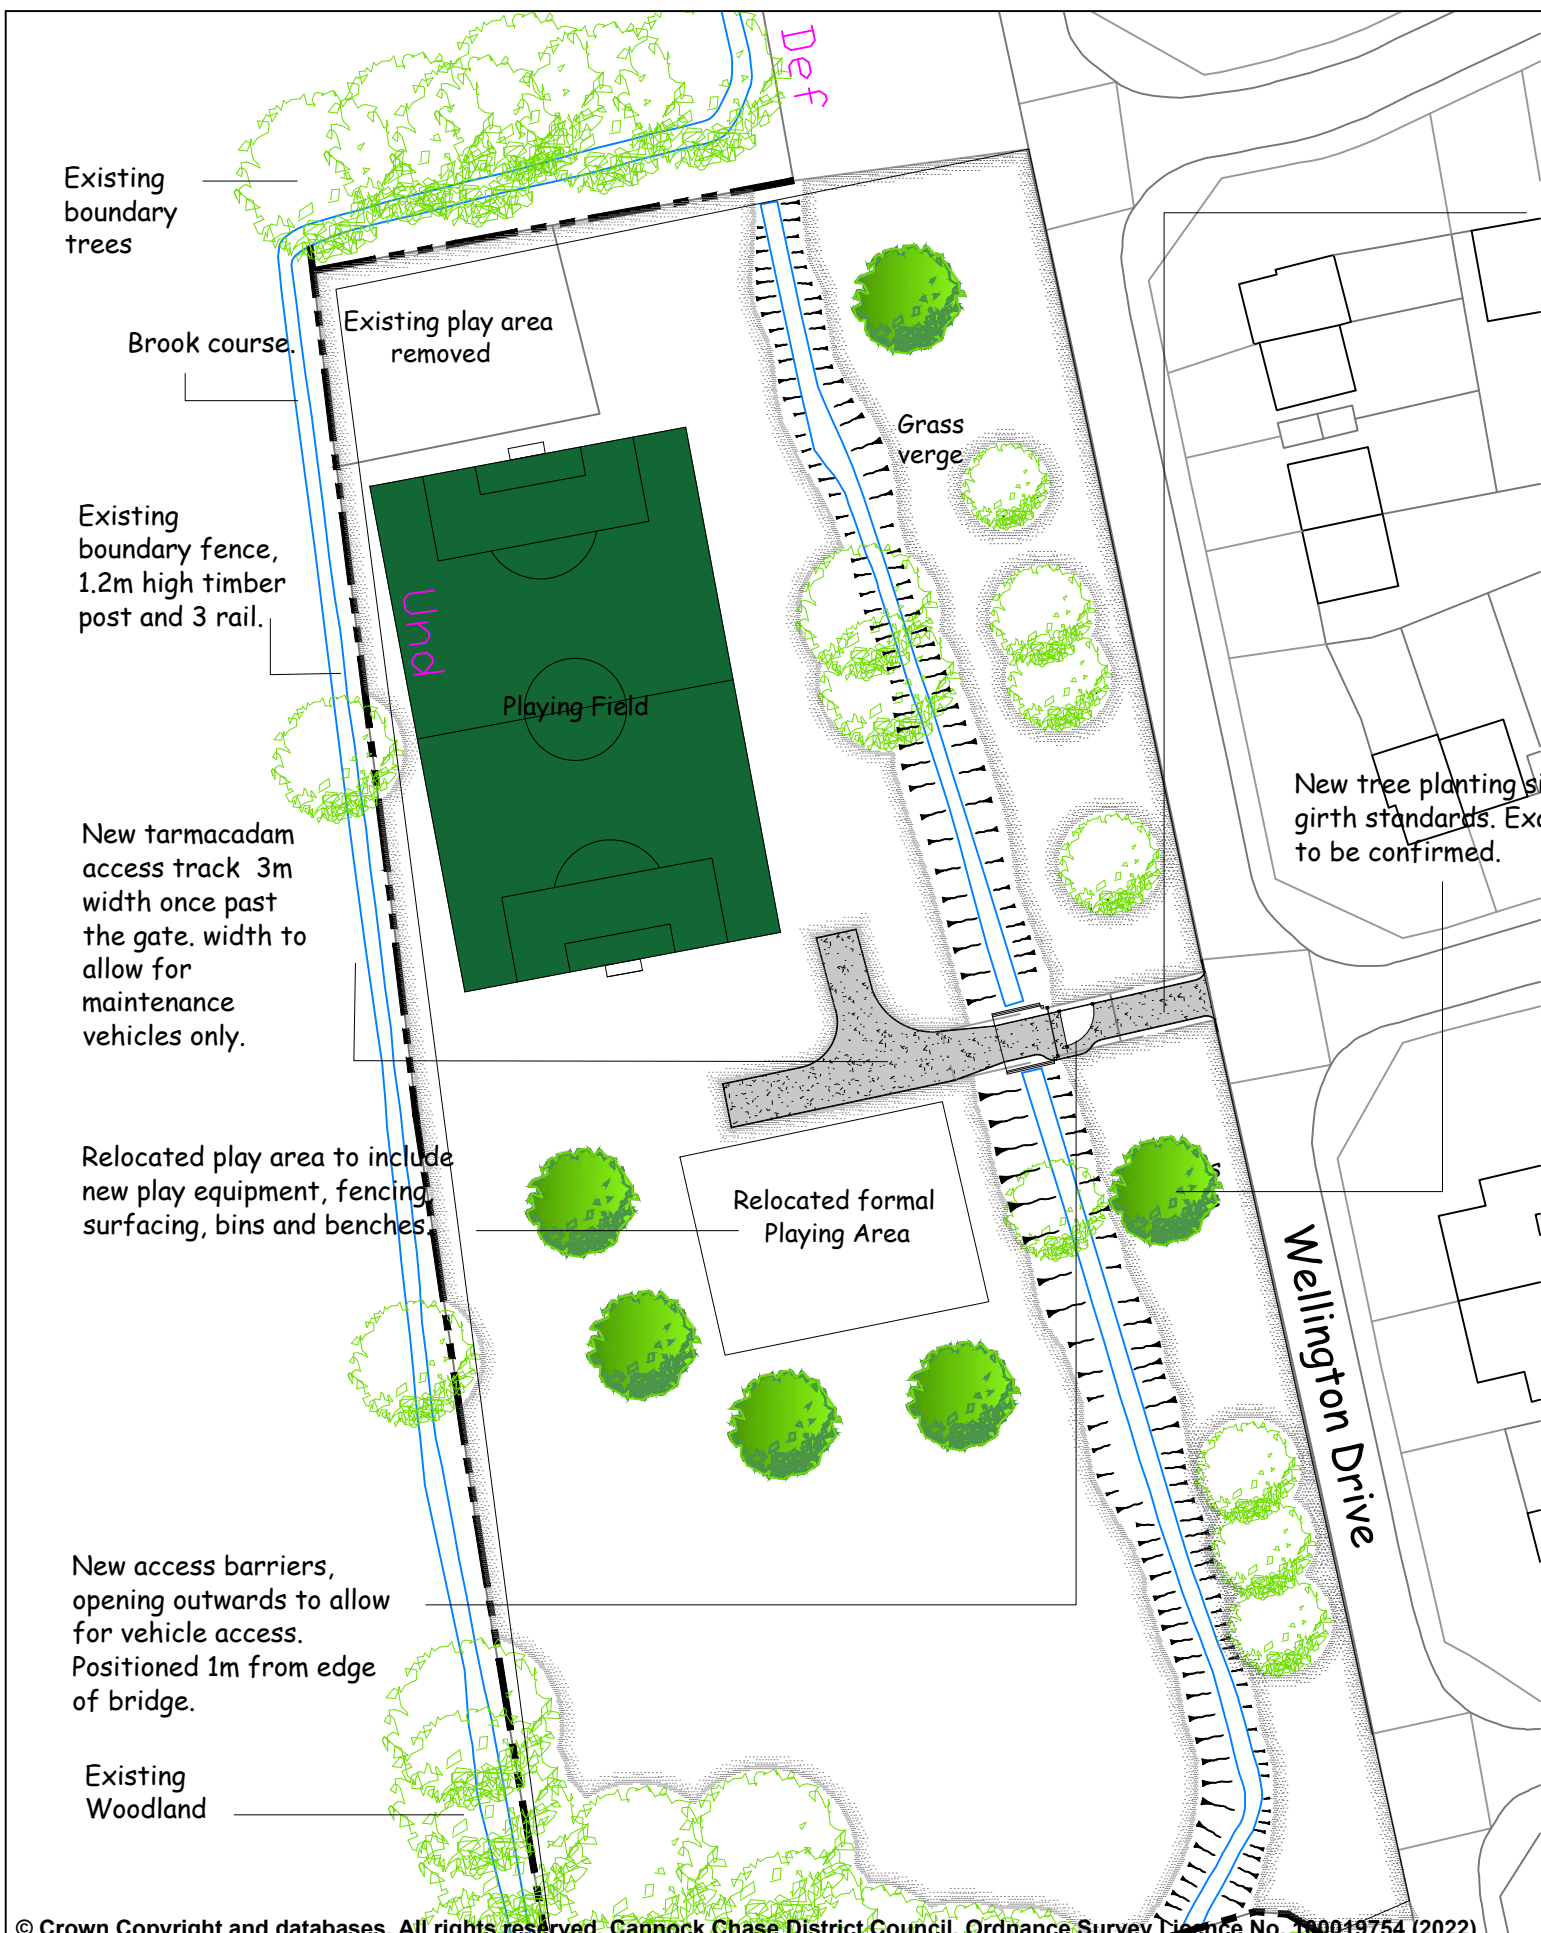 Def
Existing
boundary
trees
Existing play area
removed
Brook course.
Grass
verge
Existing
boundary fence,
1.2m high timber
post and 3 rail.
Und
Playing Field
New tree planting si
girth standards. Exa
to be confirmed.
New tarmacadam
access track 3m
width once past
the gate. width to
allow for
maintenance
vehicles only.
Relocated play area to include
new play equipment, fencing
surfacing, bins and benches.
Relocated formal
Playing Area
Wellington Drive
New access barriers,
opening outwards to allow
for vehicle access.
Positioned 1m from edge
of bridge.
Existing
Woodland
© Crown Copyright and databases. All rights reserved. Cannock Chase District Council. Ordnance Survey Licence No. 100019754 (2022)